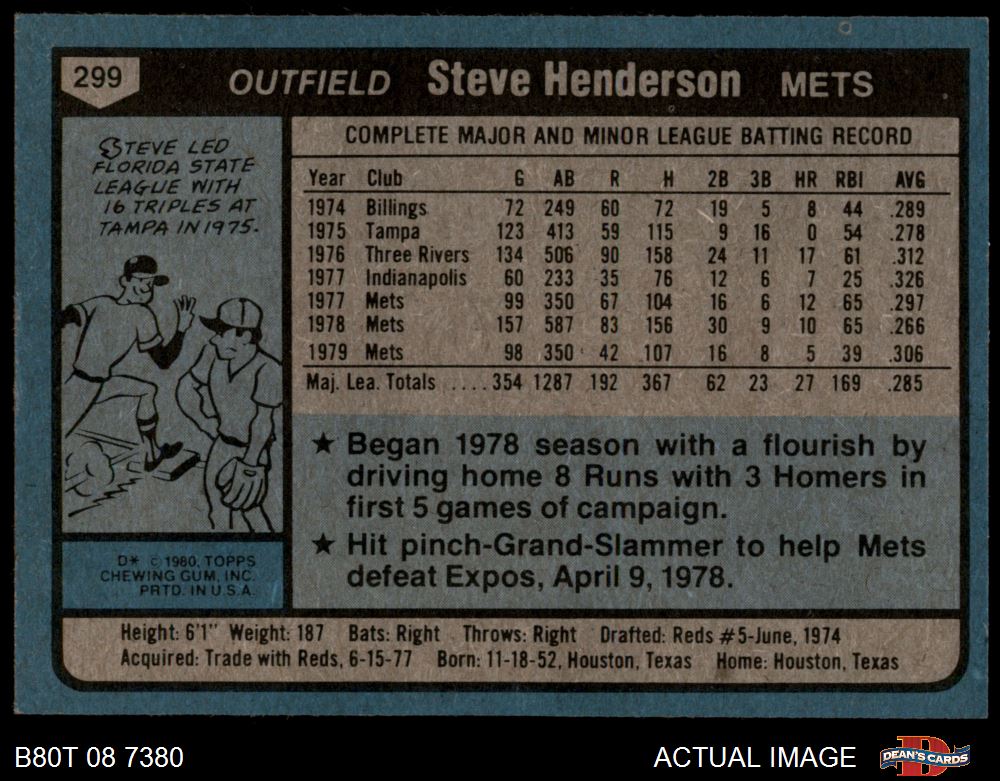 299 OUTFIELD Steve Henderson METS
STEVE LED
FLORIDA STATE
LEAGUE WITH
16 TRIPLES AT
TAMPA IN 1975.
COMPLETE MAJOR AND MINOR LEAGUE BATTING RECORD
Year Club G AB R H 2B 3B HR RBI AVG
1974 Billings 72 249 60 72 19 5 8 44 .289
1975 Tampa 123 413 59 115 9 16 0 54 .278
1976 Three Rivers 134 506 90 158 24 11 17 61 .312
1977 Indianapolis 60 233 35 76 12 6 7 25 .326
1977 Mets 99 350 67 104 16 6 12 65 .297
1978 Mets 157 587 83 156 30 9 10 65 .266
1979 Mets 98 350 42 107 16 8 5 39 .306
Maj. Lea. Totals ....354 1287 192 367 62 23 27 169 .285
★ Began 1978 season with a flourish by
driving home 8 Runs with 3 Homers in
first 5 games of campaign.
★ Hit pinch-Grand-Slammer to help Mets
defeat Expos, April 9, 1978.
D* © 1980, TOPPS
CHEWING GUM, INC.
PRTD. IN U.S.A.
Height: 6'1" Weight: 187 Bats: Right Throws: Right Drafted: Reds #5-June, 1974
Acquired: Trade with Reds, 6-15-77 Born: 11-18-52, Houston, Texas Home: Houston, Texas
B80T 08 7380 ACTUAL IMAGE DEAN'S CARDS